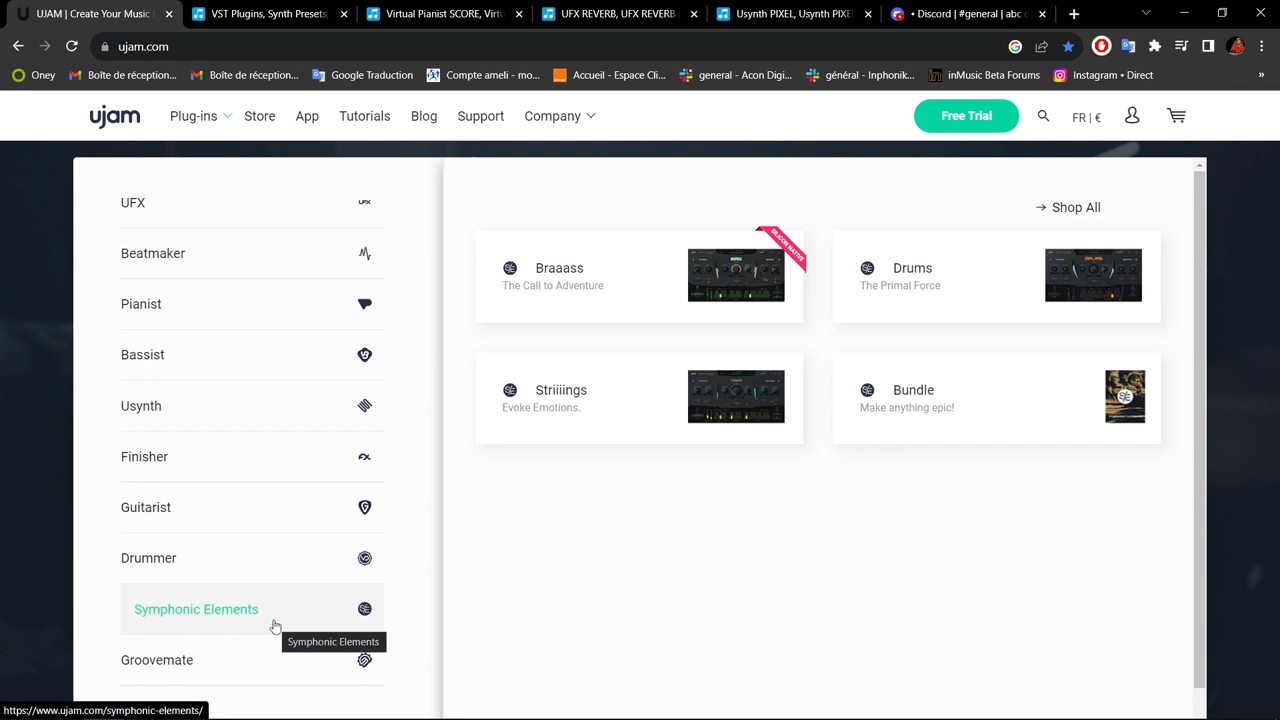 UJAM | Create Your Music
VST Plugins, Synth Presets,
Virtual Pianist SCORE, Virtu
UFX REVERB, UFX REVERB
Usynth PIXEL, Usynth PIXE
• Discord | #general | abc
ujam.com
Oney
Boîte de réception...
Boîte de réception...
Google Traduction
Compte ameli - mo...
Accueil - Espace Cli...
general - Acon Digi...
général - Inphonik...
inMusic Beta Forums
Instagram • Direct
»
ujam
Plug-ins
Store
App
Tutorials
Blog
Support
Company
Free Trial
FR | €
UFX
Beatmaker
Pianist
Bassist
Usynth
Finisher
Guitarist
Drummer
Symphonic Elements
Symphonic Elements
Groovemate
→ Shop All
Braaass
The Call to Adventure
SILICON NATIVE
Drums
The Primal Force
Striiiings
Evoke Emotions.
Bundle
Make anything epic!
https://www.ujam.com/symphonic-elements/